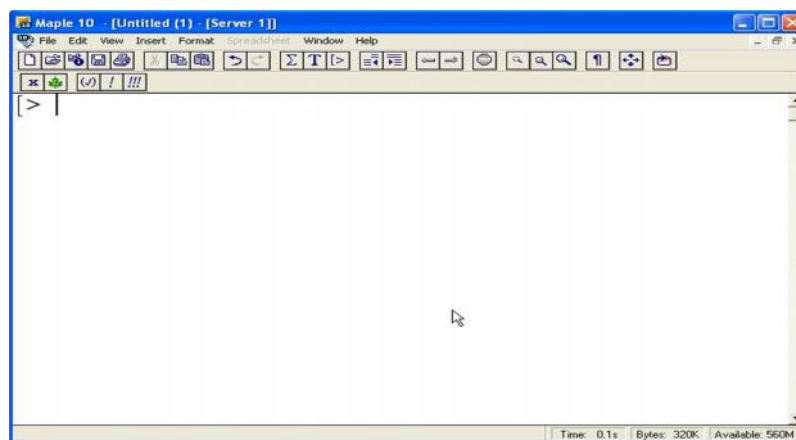 Maple 10 - [Untitled (1) - [Server 1]]
File Edit View Insert Format Spreadsheet Window Help
Σ T [>
x (√) ! !!!
[>
Time: 0.1s Bytes: 320K Available: 560M